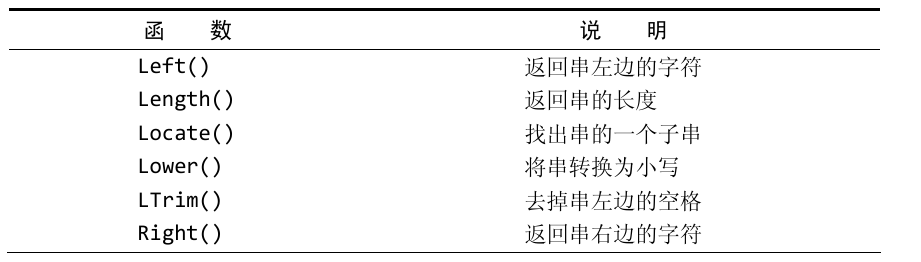 函 数 说 明
Left() 返回串左边的字符
Length() 返回串的长度
Locate() 找出串的一个子串
Lower() 将串转换为小写
LTrim() 去掉串左边的空格
Right() 返回串右边的字符